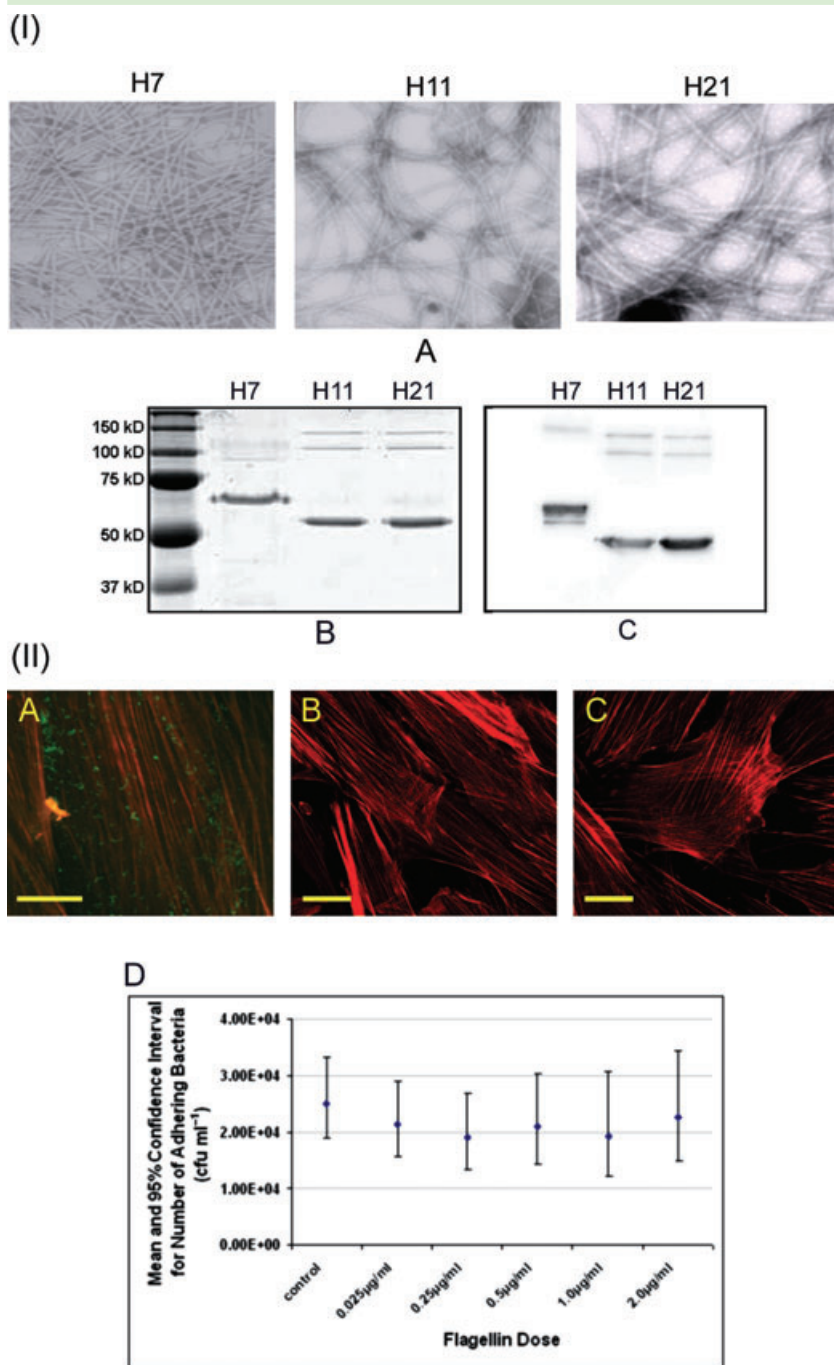 (I)
H7 H11 H21
A
H7 H11 H21
150 kD
100 kD
75 kD
50 kD
37 kD
B
H7 H11 H21
C
(II)
A B C
D
Mean and 95% Confidence Interval
for Number of Adhering Bacteria
(cfu ml⁻¹)
4.00E+04
3.00E+04
2.00E+04
1.00E+04
0.00E+00
control 0.025µg/ml 0.25µg/ml 0.5µg/ml 1.0µg/ml 2.0µg/ml
Flagellin Dose